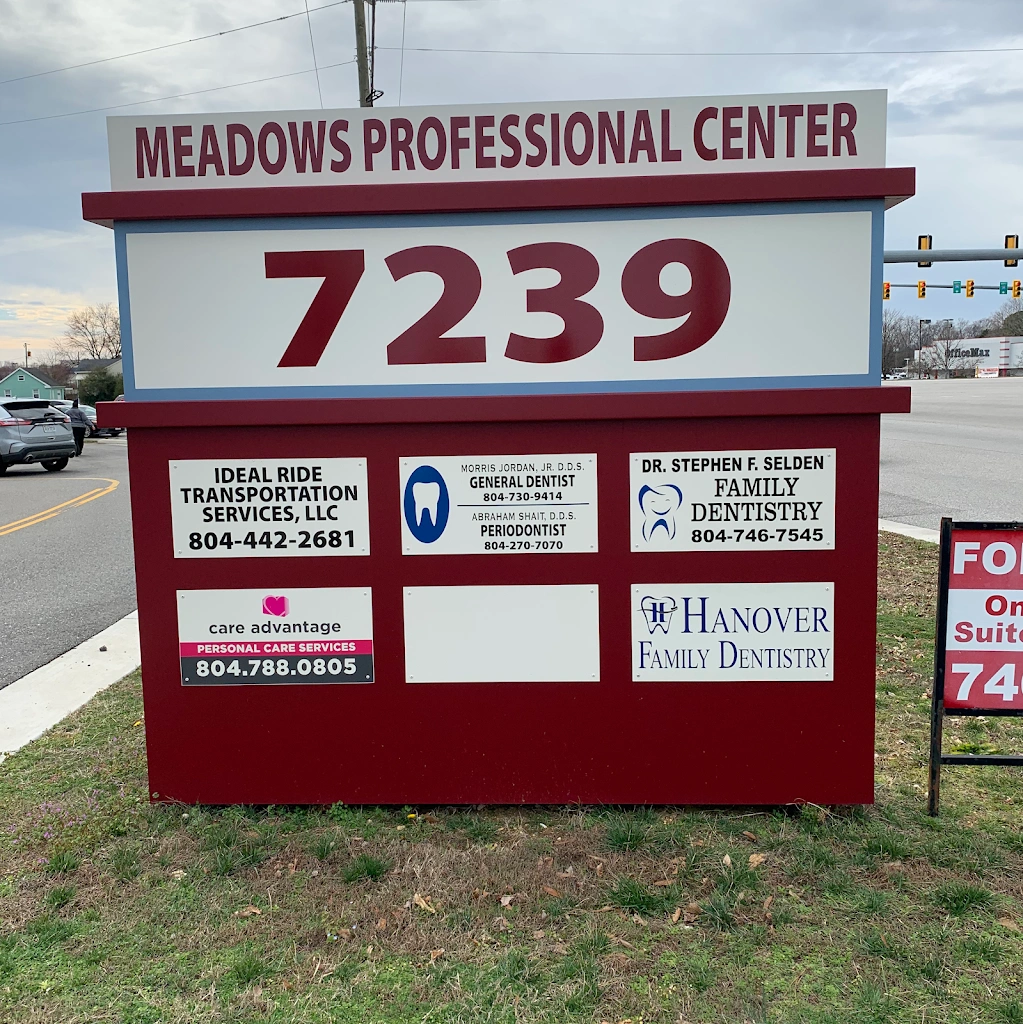 MEADOWS PROFESSIONAL CENTER
7239
IDEAL RIDE
TRANSPORTATION
SERVICES, LLC
804-442-2681
MORRIS JORDAN, JR. D.D.S.
GENERAL DENTIST
804-730-9414
ABRAHAM SHAIT, D.D.S.
PERIODONTIST
804-270-7070
DR. STEPHEN F. SELDEN
FAMILY
DENTISTRY
804-746-7545
care advantage
PERSONAL CARE SERVICES
804.788.0805
H HANOVER
FAMILY DENTISTRY
OfficeMax
FO
On
Suite
74